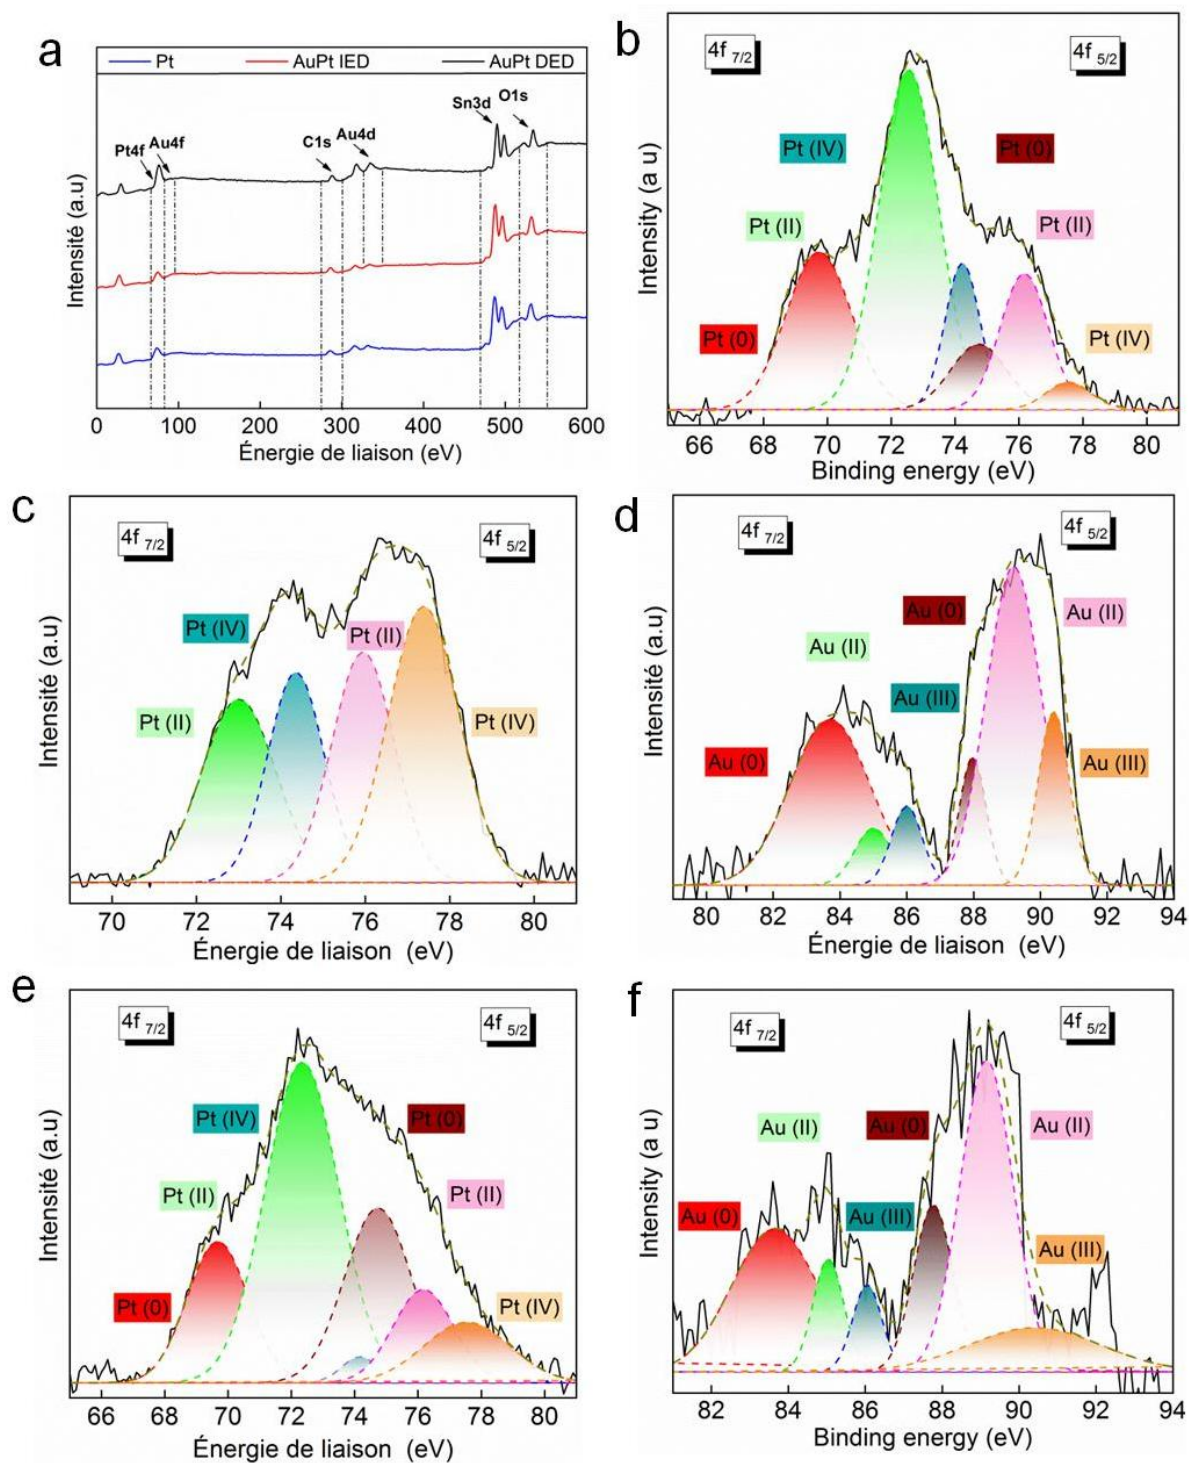 a
Pt AuPt IED AuPt DED
Pt4f Au4f C1s Au4d Sn3d O1s
Intensité (a.u)
0 100 200 300 400 500 600
Énergie de liaison (eV)
b
4f 7/2 4f 5/2
Pt (IV) Pt (0)
Pt (II) Pt (II)
Pt (0) Pt (IV)
Intensity (a u)
66 68 70 72 74 76 78 80
Binding energy (eV)
c
4f 7/2 4f 5/2
Pt (IV) Pt (II)
Pt (II) Pt (IV)
Intensité (a.u)
70 72 74 76 78 80
Énergie de liaison (eV)
d
4f 7/2 4f 5/2
Au (0) Au (II)
Au (II)
Au (III)
Au (0) Au (III)
Intensité (a.u)
80 82 84 86 88 90 92 94
Énergie de liaison (eV)
e
4f 7/2 4f 5/2
Pt (IV) Pt (0)
Pt (II) Pt (II)
Pt (0) Pt (IV)
Intensité (a.u)
66 68 70 72 74 76 78 80
Énergie de liaison (eV)
f
4f 7/2 4f 5/2
Au (II) Au (0) Au (II)
Au (0) Au (III)
Au (III)
Intensity (a u)
82 84 86 88 90 92 94
Binding energy (eV)